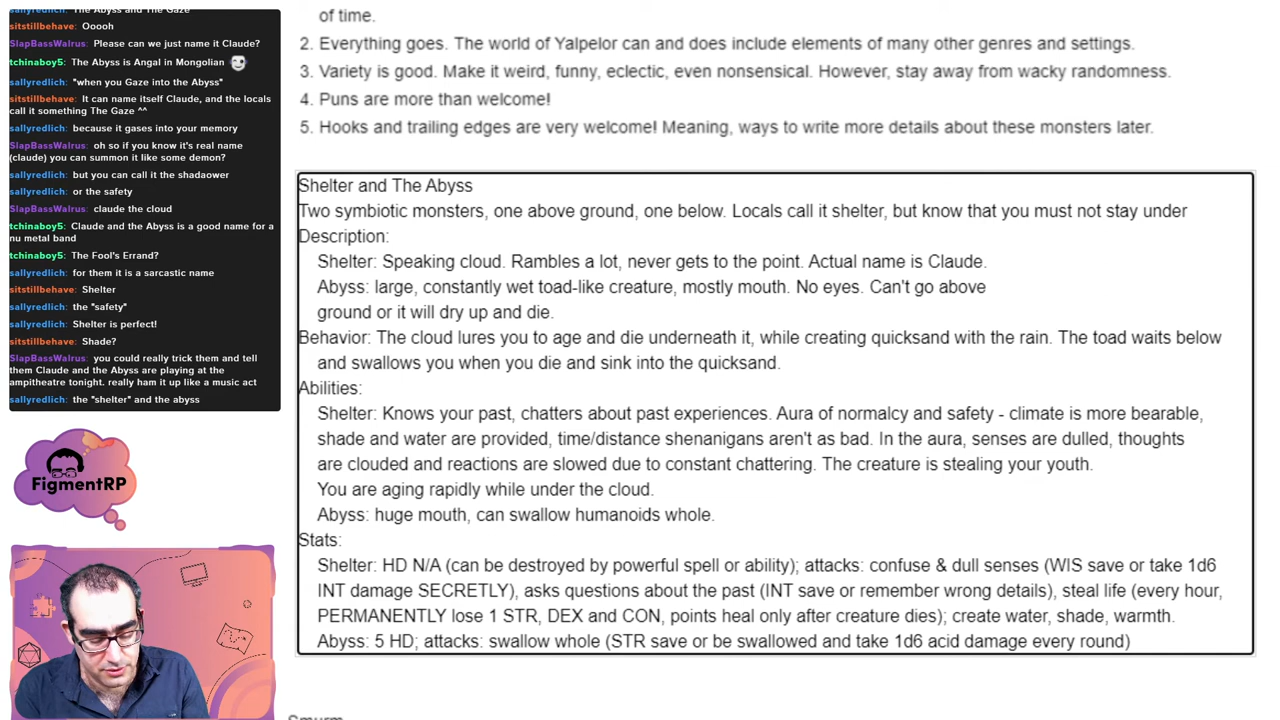 sallyredlich: The Abyss and The Gaze
sitstillbehave: Ooooh
SlapBassWalrus: Please can we just name it Claude?
tchinaboy5: The Abyss is Angal in Mongolian
sallyredlich: "when you Gaze into the Abyss"
sitstillbehave: It can name itself Claude, and the locals
call it something The Gaze ^^
sallyredlich: because it gases into your memory
SlapBassWalrus: oh so if you know it's real name
(claude) you can summon it like some demon?
sallyredlich: but you can call it the shadaower
sallyredlich: or the safety
SlapBassWalrus: claude the cloud
tchinaboy5: Claude and the Abyss is a good name for a
nu metal band
tchinaboy5: The Fool's Errand?
sallyredlich: for them it is a sarcastic name
sitstillbehave: Shelter
sallyredlich: the "safety"
sallyredlich: Shelter is perfect!
sitstillbehave: Shade?
SlapBassWalrus: you could really trick them and tell
them Claude and the Abyss are playing at the
ampitheatre tonight. really ham it up like a music act
sallyredlich: the "shelter" and the abyss
FigmentRP
of time.
2. Everything goes. The world of Yalpelor can and does include elements of many other genres and settings.
3. Variety is good. Make it weird, funny, eclectic, even nonsensical. However, stay away from wacky randomness.
4. Puns are more than welcome!
5. Hooks and trailing edges are very welcome! Meaning, ways to write more details about these monsters later.
Shelter and The Abyss
Two symbiotic monsters, one above ground, one below. Locals call it shelter, but know that you must not stay under
Description:
Shelter: Speaking cloud. Rambles a lot, never gets to the point. Actual name is Claude.
Abyss: large, constantly wet toad-like creature, mostly mouth. No eyes. Can't go above
ground or it will dry up and die.
Behavior: The cloud lures you to age and die underneath it, while creating quicksand with the rain. The toad waits below
and swallows you when you die and sink into the quicksand.
Abilities:
Shelter: Knows your past, chatters about past experiences. Aura of normalcy and safety - climate is more bearable,
shade and water are provided, time/distance shenanigans aren't as bad. In the aura, senses are dulled, thoughts
are clouded and reactions are slowed due to constant chattering. The creature is stealing your youth.
You are aging rapidly while under the cloud.
Abyss: huge mouth, can swallow humanoids whole.
Stats:
Shelter: HD N/A (can be destroyed by powerful spell or ability); attacks: confuse & dull senses (WIS save or take 1d6
INT damage SECRETLY), asks questions about the past (INT save or remember wrong details), steal life (every hour,
PERMANENTLY lose 1 STR, DEX and CON, points heal only after creature dies); create water, shade, warmth.
Abyss: 5 HD; attacks: swallow whole (STR save or be swallowed and take 1d6 acid damage every round)
Smurm